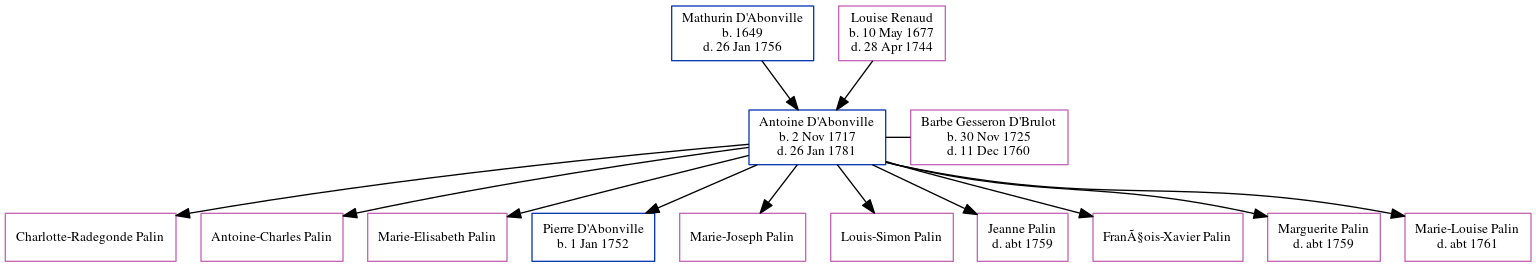 Mathurin D'Abonville
b. 1649
d. 26 Jan 1756
Louise Renaud
b. 10 May 1677
d. 28 Apr 1744
Antoine D'Abonville
b. 2 Nov 1717
d. 26 Jan 1781
Barbe Gesseron D'Brulot
b. 30 Nov 1725
d. 11 Dec 1760
Charlotte-Radegonde Palin
Antoine-Charles Palin
Marie-Elisabeth Palin
Pierre D'Abonville
b. 1 Jan 1752
Marie-Joseph Palin
Louis-Simon Palin
Jeanne Palin
d. abt 1759
FranÃ§ois-Xavier Palin
Marguerite Palin
d. abt 1759
Marie-Louise Palin
d. abt 1761